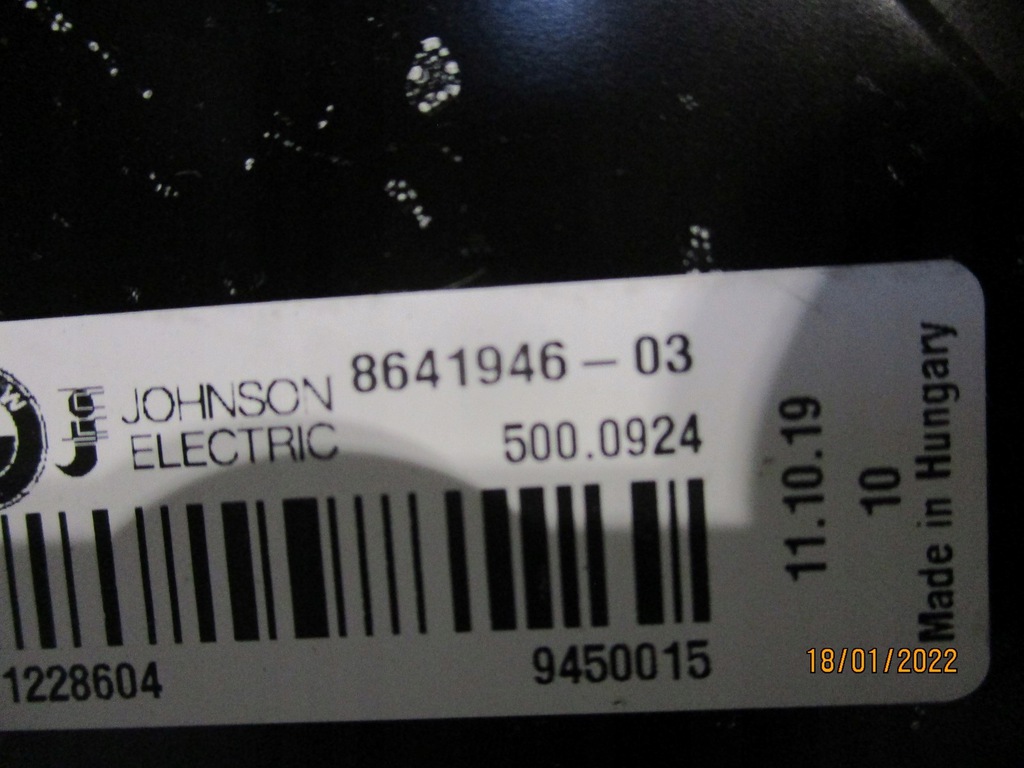 W
JOHNSON
ELECTRIC
8641946-03
500.0924
1228604
9450015
11.10.19
10
Made in Hungary
18/01/2022